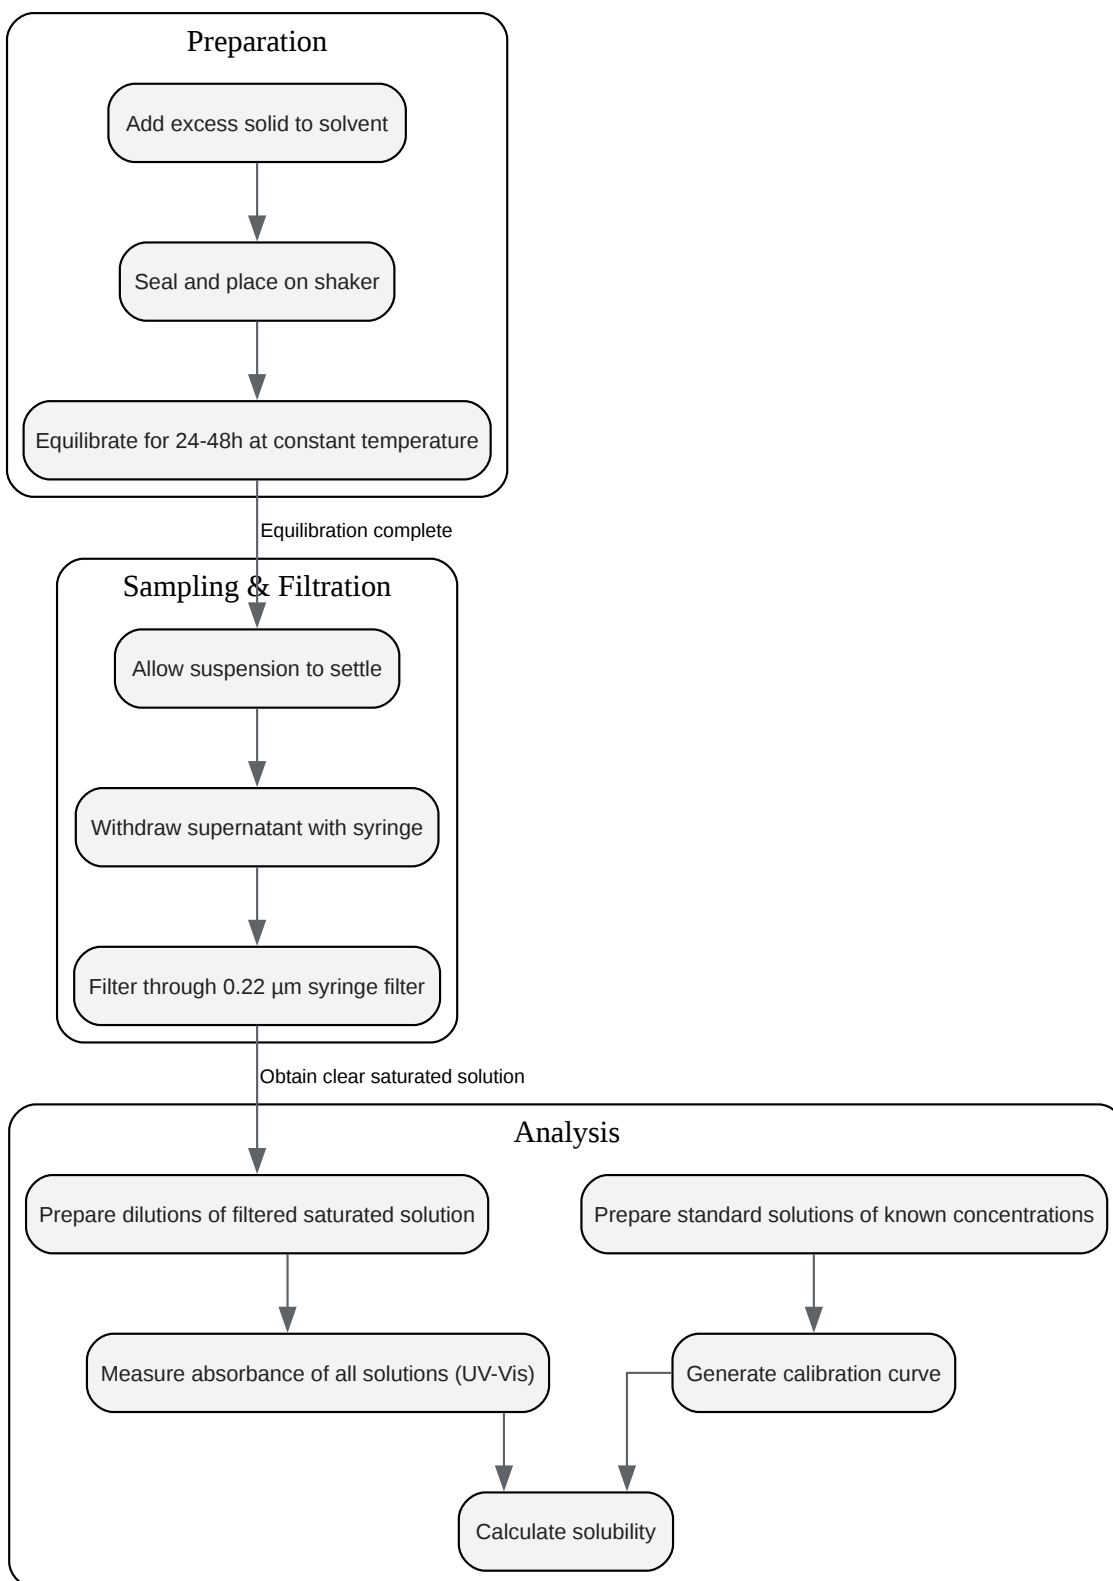 Preparation
Add excess solid to solvent
Seal and place on shaker
Equilibrate for 24-48h at constant temperature
Equilibration complete
Sampling & Filtration
Allow suspension to settle
Withdraw supernatant with syringe
Filter through 0.22 µm syringe filter
Obtain clear saturated solution
Analysis
Prepare dilutions of filtered saturated solution
Prepare standard solutions of known concentrations
Measure absorbance of all solutions (UV-Vis)
Generate calibration curve
Calculate solubility